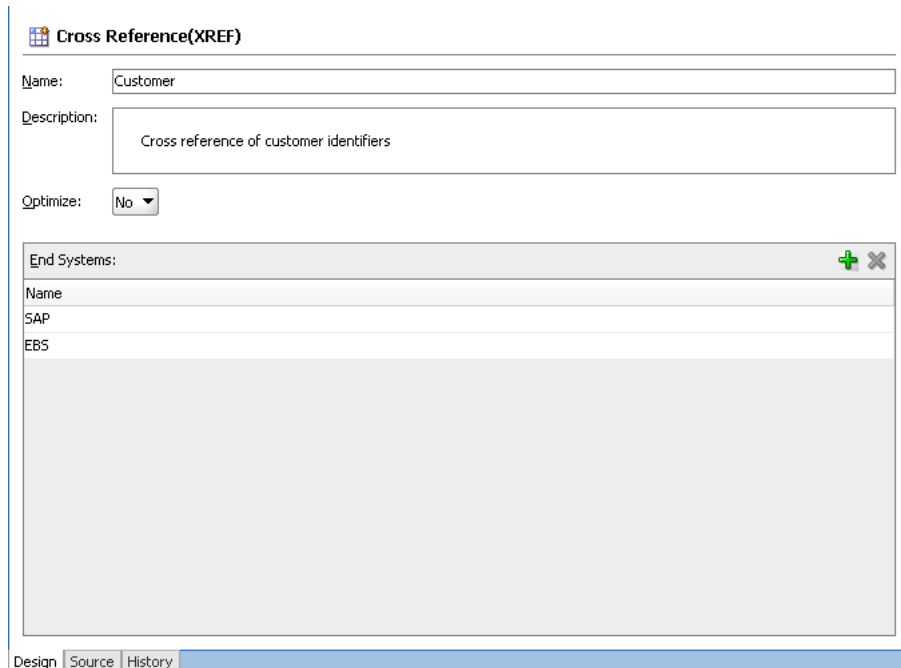 Cross Reference(XREF)
Name: Customer
Description: Cross reference of customer identifiers
Optimize: No
End Systems:
Name
SAP
EBS
Design Source History